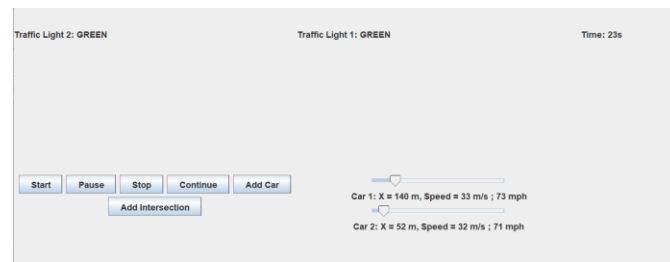 Traffic Light 2: GREEN
Traffic Light 1: GREEN
Time: 23s
Start
Pause
Stop
Continue
Add Car
Add Intersection
Car 1: X = 140 m, Speed = 33 m/s ; 73 mph
Car 2: X = 52 m, Speed = 32 m/s ; 71 mph